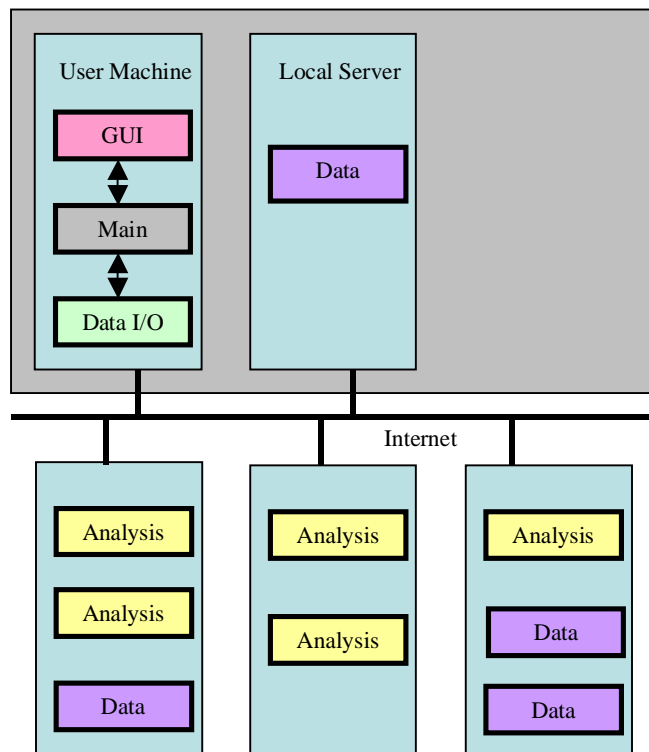 User Machine
GUI
Main
Data I/O
Local Server
Data
Internet
Analysis
Analysis
Data
Analysis
Analysis
Analysis
Data
Data